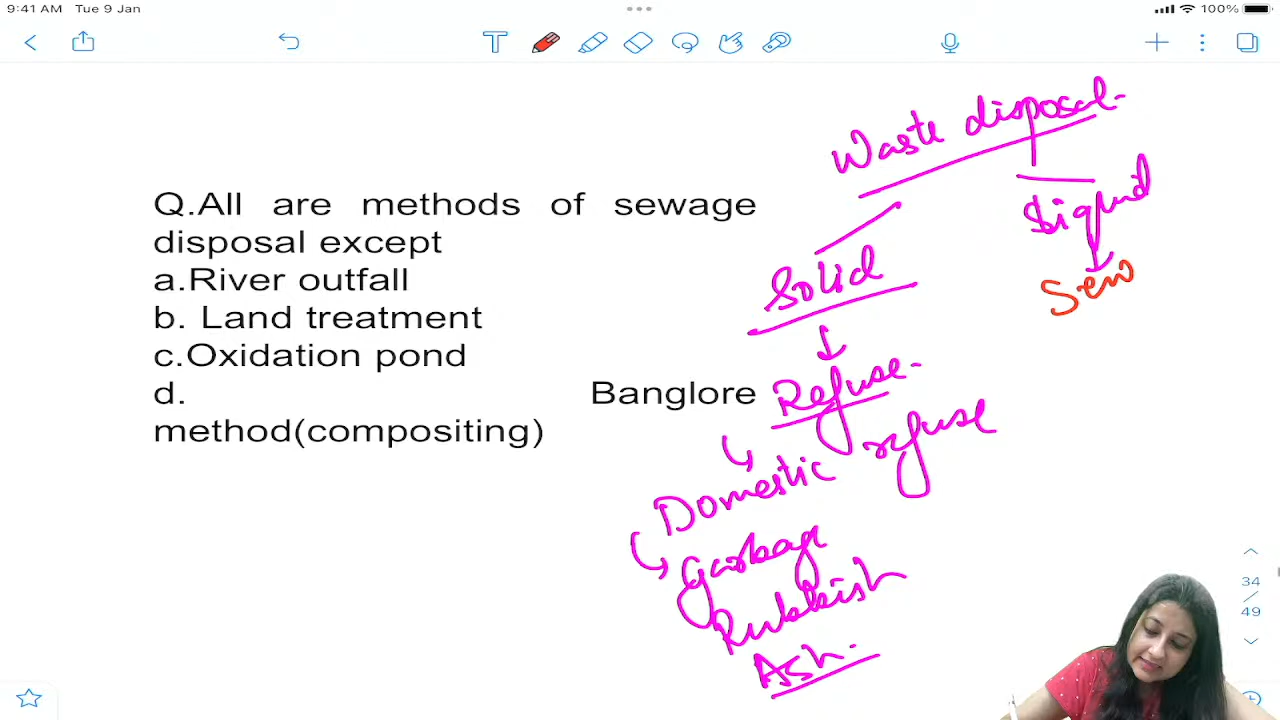 9:41 AM Tue 9 Jan
100%
Waste disposal
Q.All are methods of sewage
disposal except
a.River outfall
b. Land treatment
c.Oxidation pond
d. Banglore
method(compositing)
Solid
Liquid
Sew
Refuse
Domestic refuse
Garbage
Rubbish
Ash
34
/
49